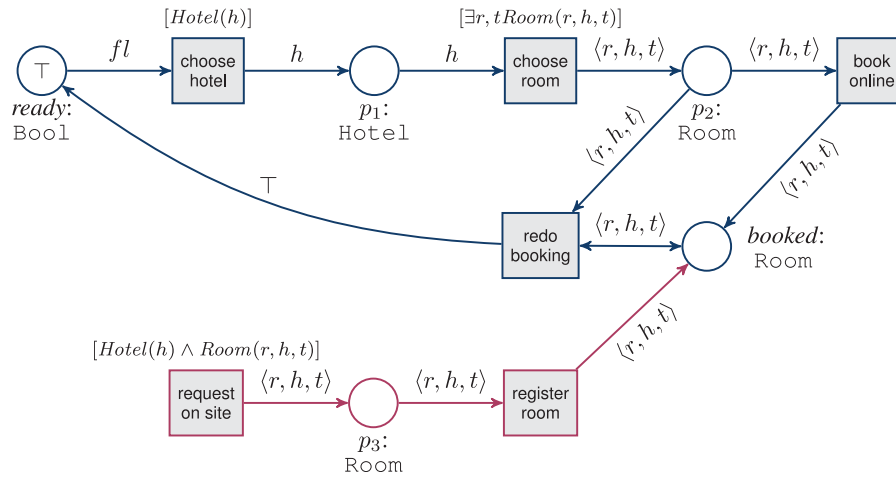 [Hotel(h)]
[∃r, tRoom(r, h, t)]
⊤
fl
choose
hotel
h
h
choose
room
⟨r, h, t⟩
⟨r, h, t⟩
book
online
ready:
Bool
p₁:
Hotel
p₂:
Room
⟨r, h, t⟩
⟨r, h, t⟩
⊤
redo
booking
⟨r, h, t⟩
booked:
Room
⟨r, h, t⟩
[Hotel(h) ∧ Room(r, h, t)]
request
on site
⟨r, h, t⟩
⟨r, h, t⟩
register
room
p₃:
Room